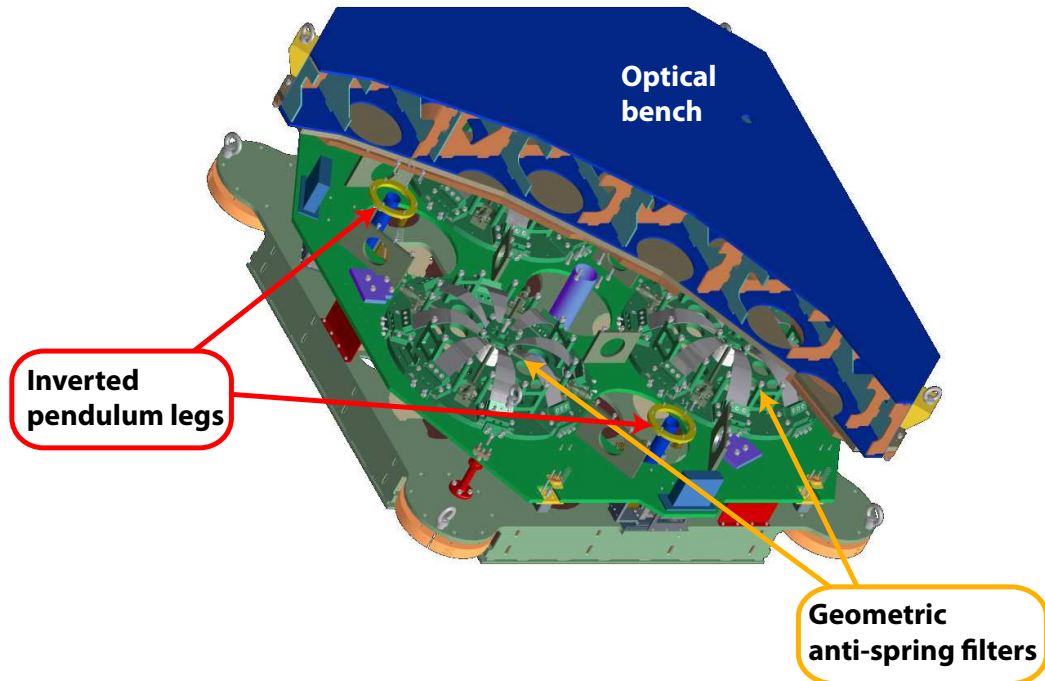 Optical
bench
Inverted
pendulum legs
Geometric
anti-spring filters